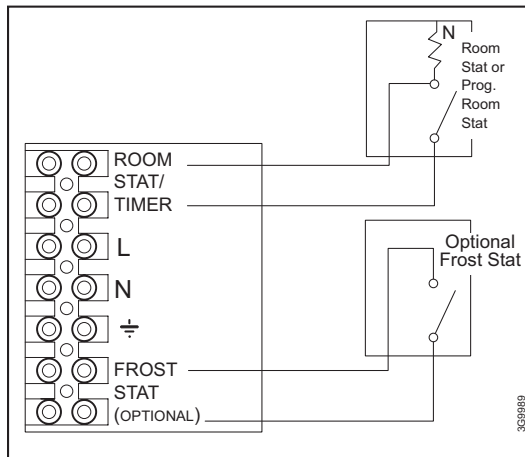 N
Room
Stat or
Prog.
Room
Stat
ROOM
STAT/
TIMER
L
N
FROST
STAT
(OPTIONAL)
Optional
Frost Stat
3G9989